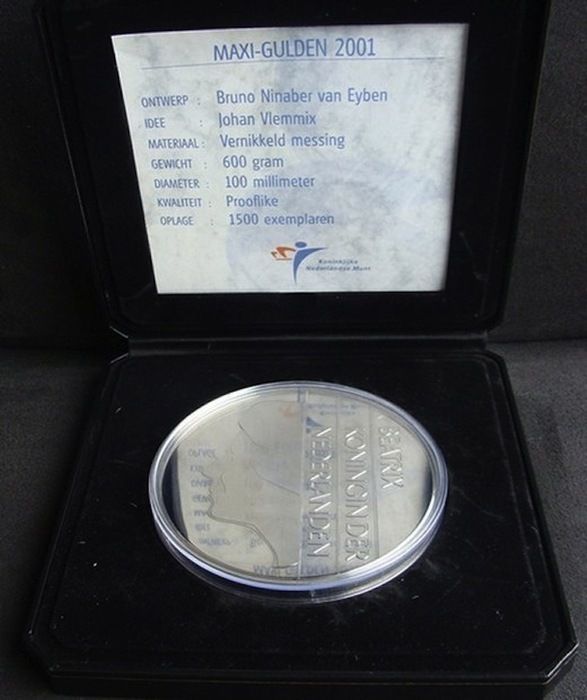 MAXI-GULDEN 2001
ONTWERP : Bruno Ninaber van Eyben
IDEE : Johan Vlemmix
MATERIAAL : Vernikkeld messing
GEWICHT : 600 gram
DIAMETER : 100 millimeter
KWALITEIT : Prooflike
OPLAGE : 1500 exemplaren
Koninklijke
Nederlandse Munt
BEATRIX
KONINGIN DER
NEDERLANDEN